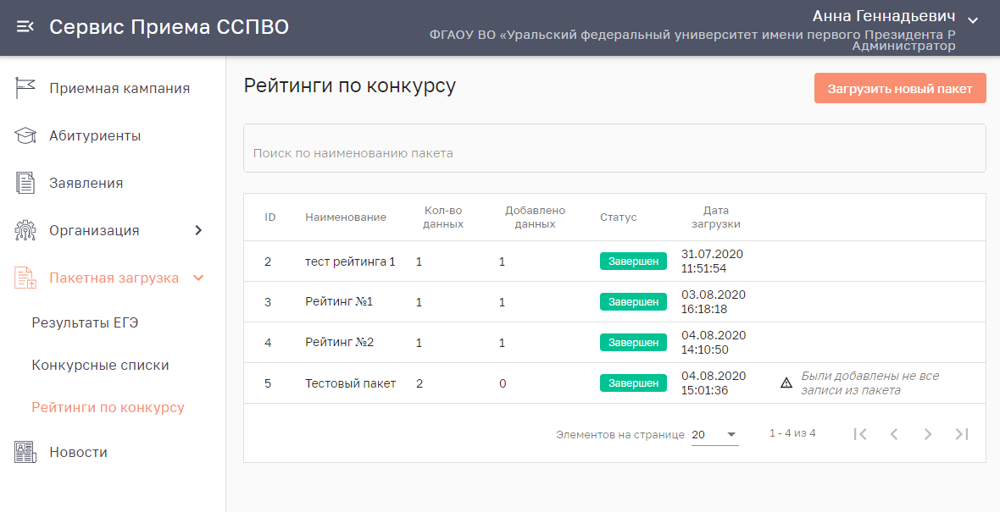 Сервис Приема ССПВО
Анна Геннадьевич
ФГАОУ ВО «Уральский федеральный университет имени первого Президента Р
Администратор
Приемная кампания
Абитуриенты
Заявления
Организация
Пакетная загрузка
Результаты ЕГЭ
Конкурсные списки
Рейтинги по конкурсу
Новости
Рейтинги по конкурсу
Загрузить новый пакет
Поиск по наименованию пакета
ID Наименование Кол-во данных Добавлено данных Статус Дата загрузки
2 тест рейтинга 1 1 1 Завершен 31.07.2020 11:51:54
3 Рейтинг №1 1 1 Завершен 03.08.2020 16:18:18
4 Рейтинг №2 1 1 Завершен 04.08.2020 14:10:50
5 Тестовый пакет 2 0 Завершен 04.08.2020 15:01:36 Были добавлены не все записи из пакета
Элементов на странице 20 1 - 4 из 4